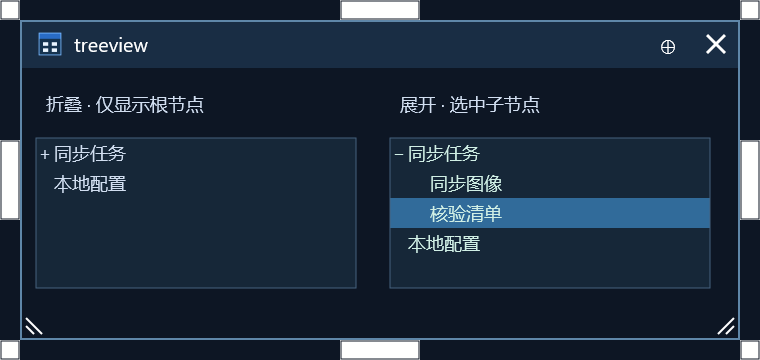 treeview
折叠 · 仅显示根节点
+ 同步任务
本地配置
展开 · 选中子节点
− 同步任务
同步图像
核验清单
本地配置